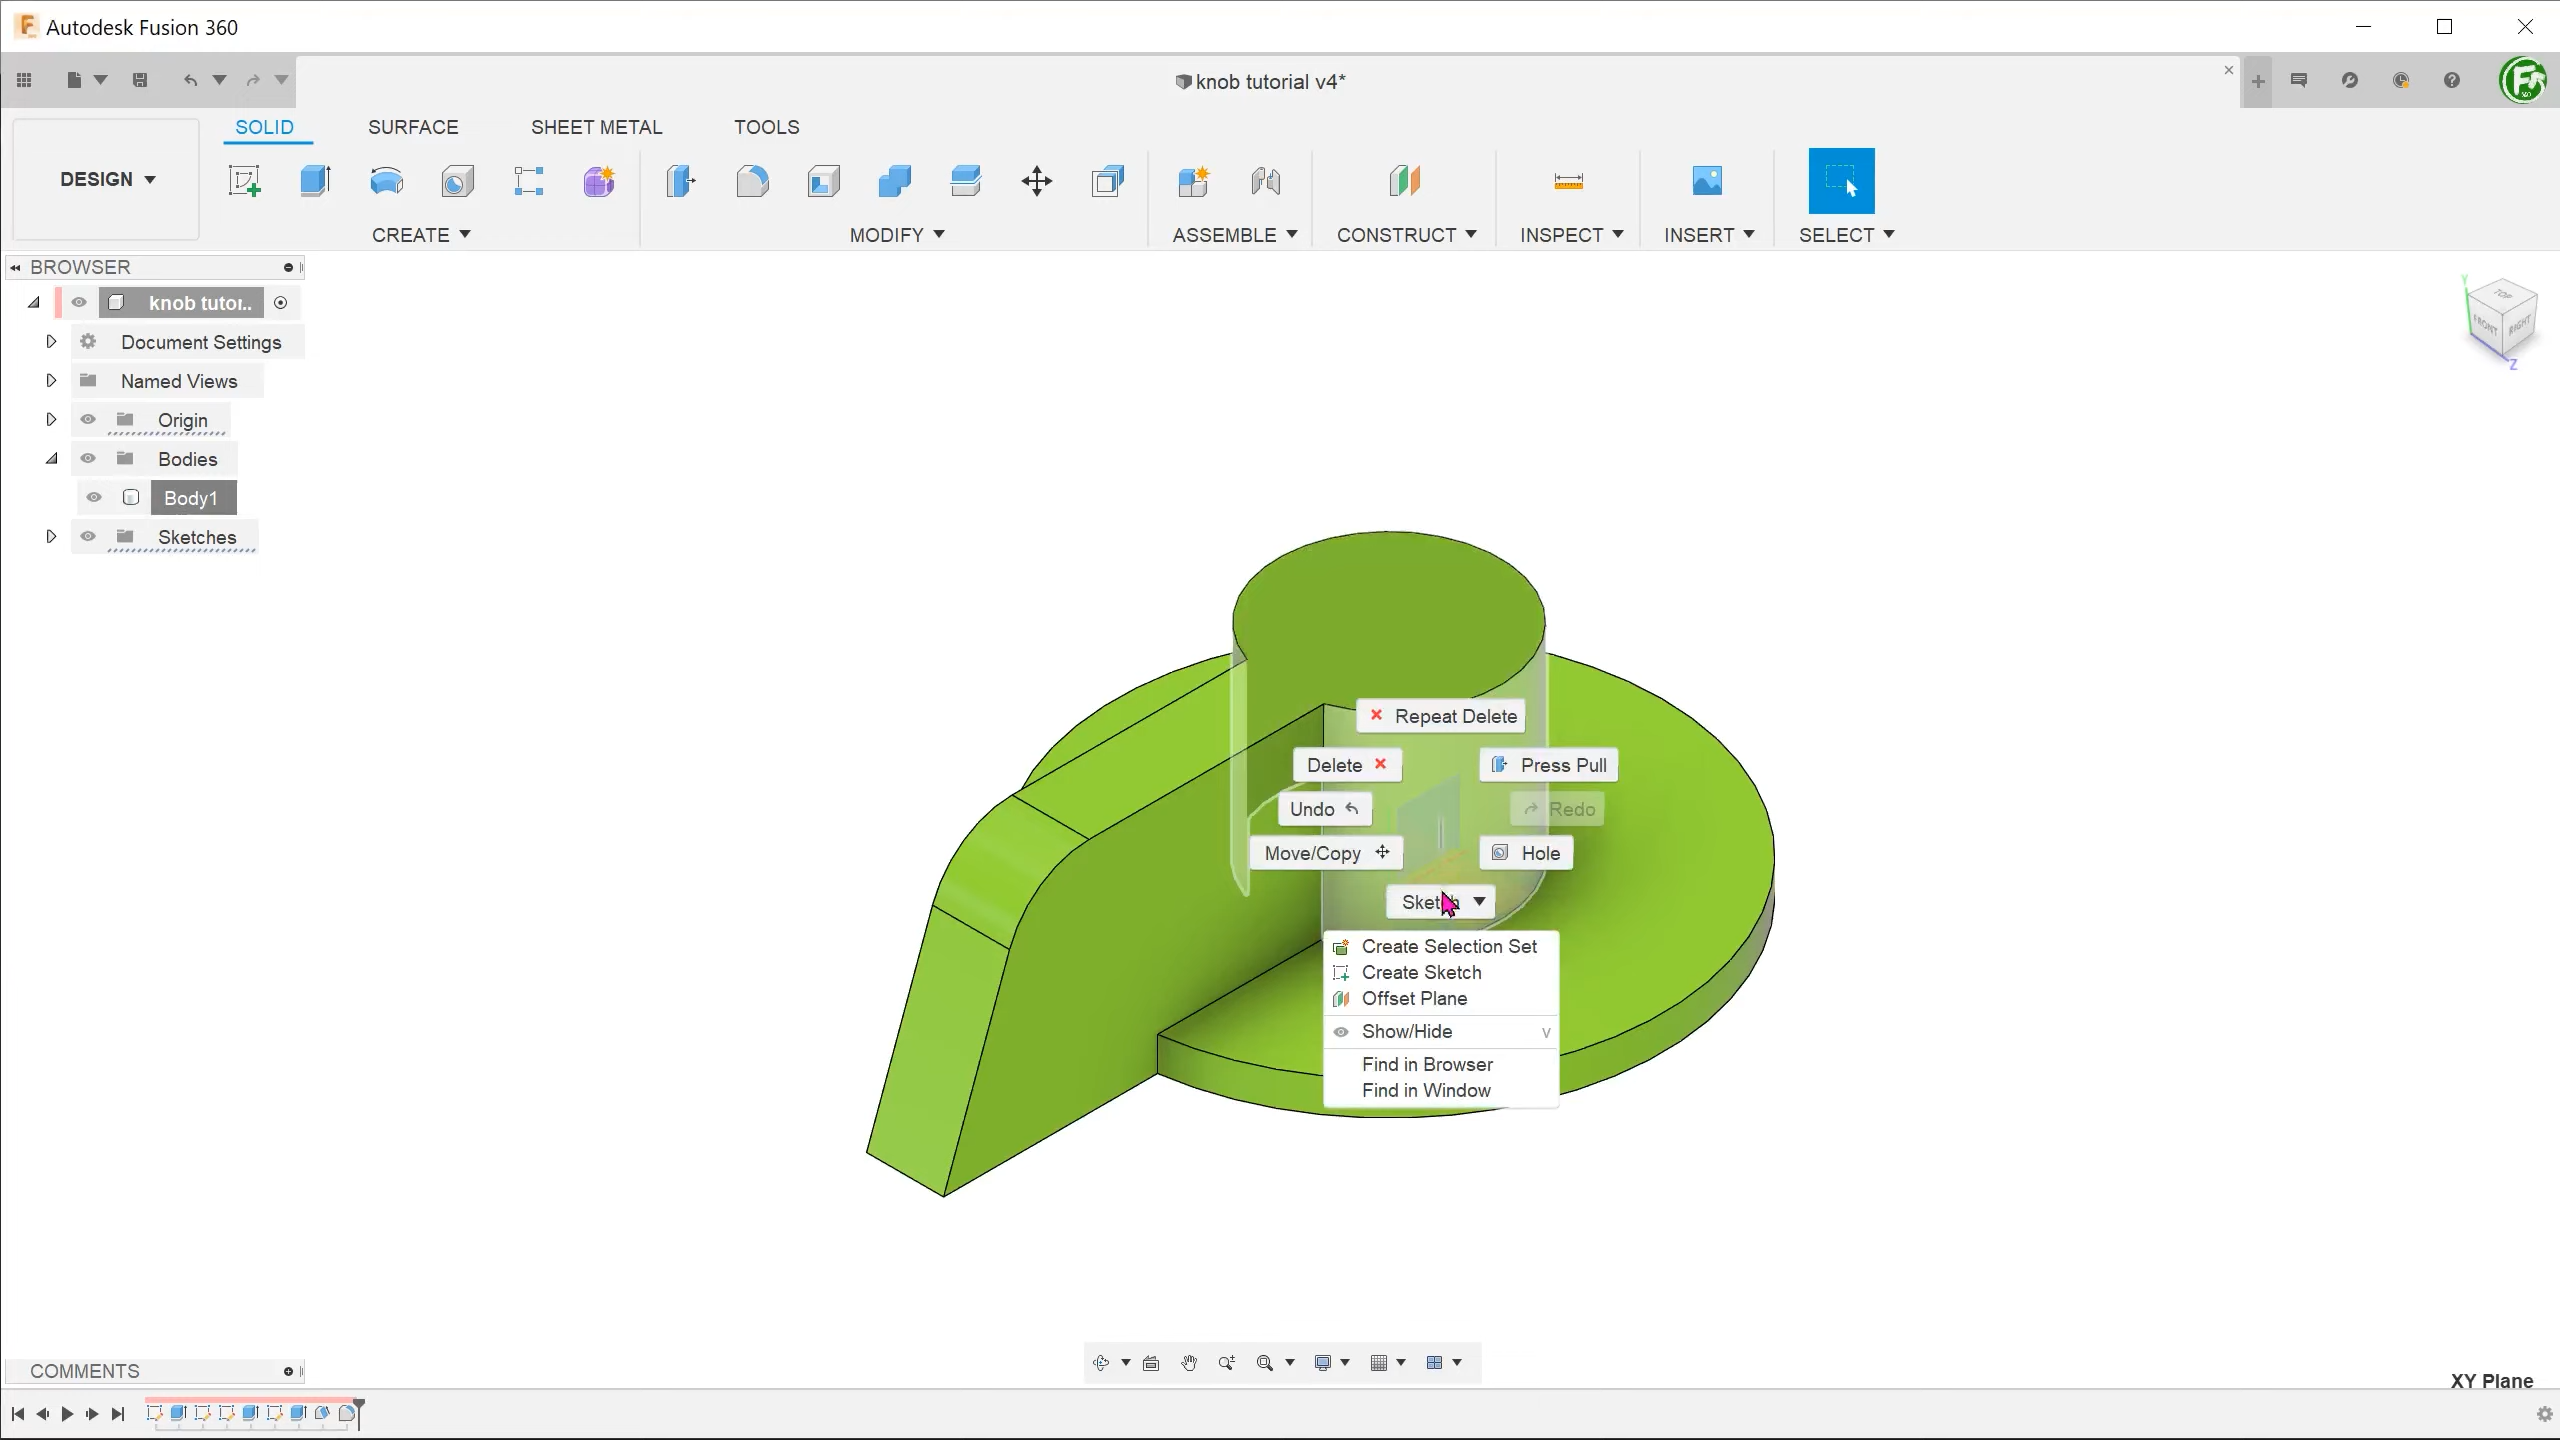 Autodesk Fusion 360
knob tutorial v4*
SOLID
SURFACE
SHEET METAL
TOOLS
DESIGN
CREATE
MODIFY
ASSEMBLE
CONSTRUCT
INSPECT
INSERT
SELECT
BROWSER
knob tutor..
Document Settings
Named Views
Origin
Bodies
Body1
Sketches
Y
TOP
FRONT
RIGHT
Z
Repeat Delete
Delete
Press Pull
Undo
Redo
Move/Copy
Hole
Create Selection Set
Create Sketch
Offset Plane
Show/Hide V
Find in Browser
Find in Window
COMMENTS
XY Plane